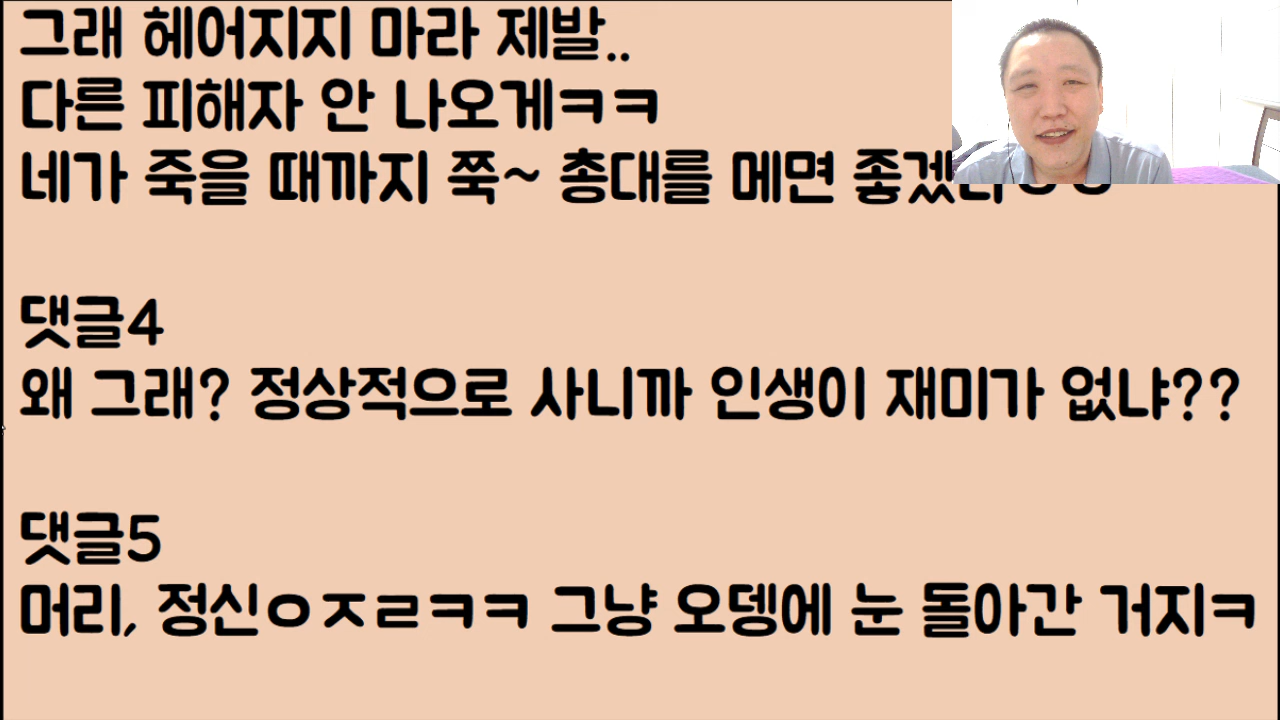 그래 헤어지지 마라 제발..
다른 피해자 안 나오게ㅋㅋ
네가 죽을 때까지 쭉~ 총대를 메면 좋겠
댓글4
왜 그래? 정상적으로 사니까 인생이 재미가 없냐??
댓글5
머리, 정신ㅇㅈㄹㅋㅋ 그냥 오뎅에 눈 돌아간 거지ㅋ